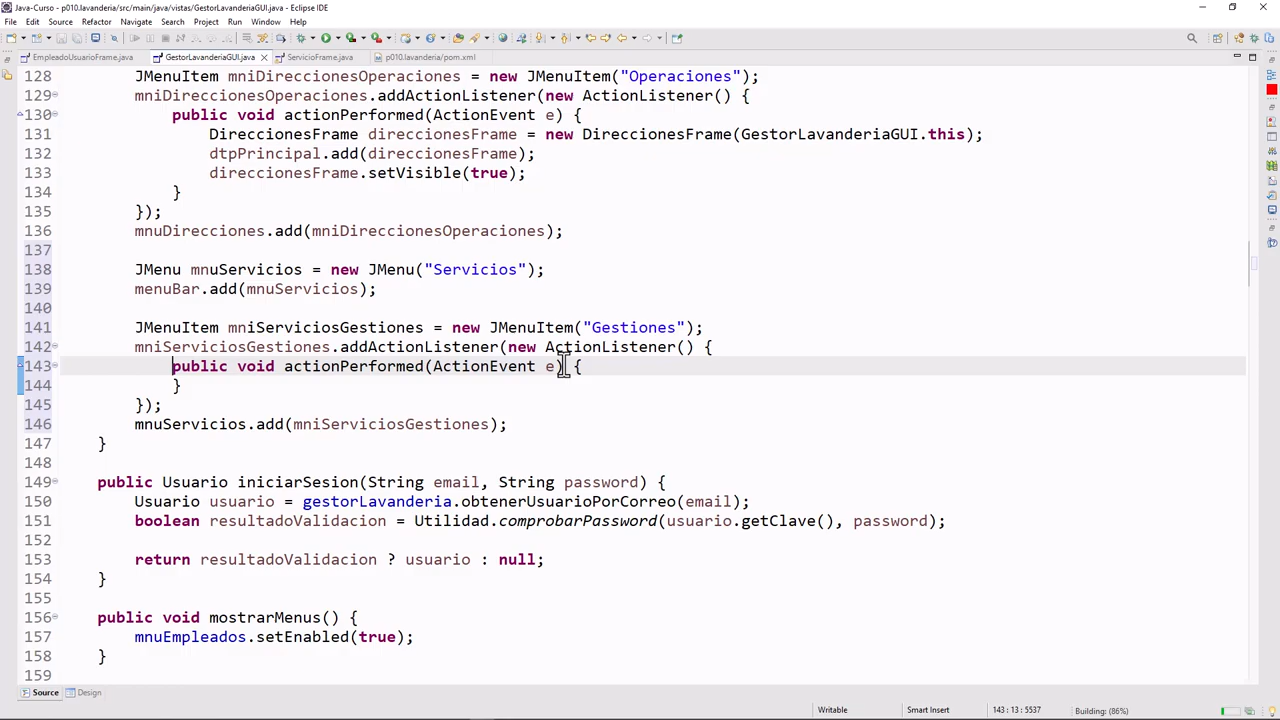 Java-Curso - p010.lavanderia/src/main/java/vistas/GestorLavanderiaGUI.java - Eclipse IDE
File Edit Source Refactor Navigate Search Project Run Window Help
EmpleadoUsuarioFrame.java GestorLavanderiaGUI.java ServicioFrame.java p010.lavanderia/pom.xml
128 JMenuItem mniDireccionesOperaciones = new JMenuItem("Operaciones");
129 mniDireccionesOperaciones.addActionListener(new ActionListener() {
130 public void actionPerformed(ActionEvent e) {
131 DireccionesFrame direccionesFrame = new DireccionesFrame(GestorLavanderiaGUI.this);
132 dtpPrincipal.add(direccionesFrame);
133 direccionesFrame.setVisible(true);
134 }
135 });
136 mnuDirecciones.add(mniDireccionesOperaciones);
137
138 JMenu mnuServicios = new JMenu("Servicios");
139 menuBar.add(mnuServicios);
140
141 JMenuItem mniServiciosGestiones = new JMenuItem("Gestiones");
142 mniServiciosGestiones.addActionListener(new ActionListener() {
143 public void actionPerformed(ActionEvent e) {
144 }
145 });
146 mnuServicios.add(mniServiciosGestiones);
147 }
148
149 public Usuario iniciarSesion(String email, String password) {
150 Usuario usuario = gestorLavanderia.obtenerUsuarioPorCorreo(email);
151 boolean resultadoValidacion = Utilidad.comprobarPassword(usuario.getClave(), password);
152
153 return resultadoValidacion ? usuario : null;
154 }
155
156 public void mostrarMenus() {
157 mnuEmpleados.setEnabled(true);
158 }
159
Source Design
Writable Smart Insert 143 : 13 : 5537 Building: (86%)